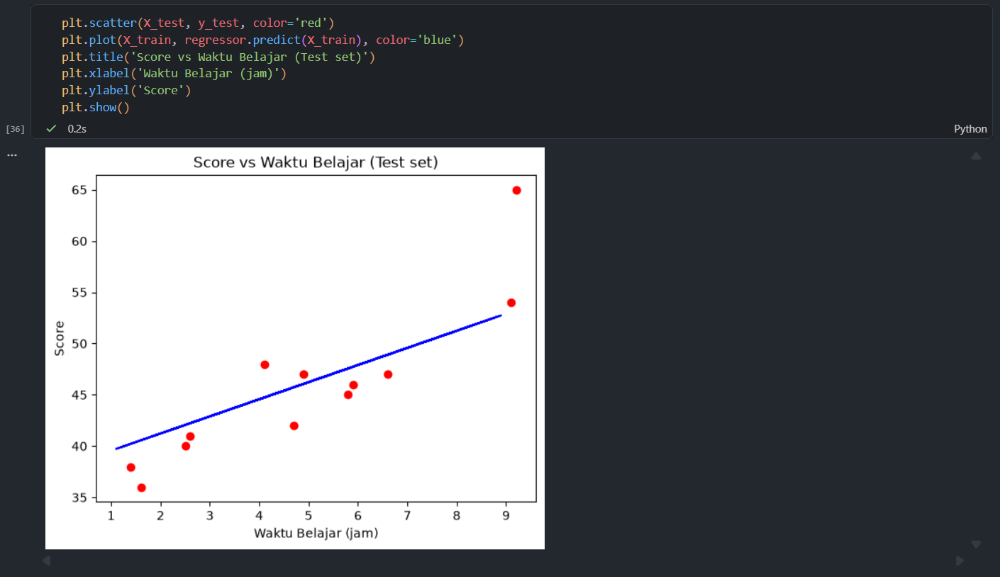 plt.scatter(X_test, y_test, color='red')
plt.plot(X_train, regressor.predict(X_train), color='blue')
plt.title('Score vs Waktu Belajar (Test set)')
plt.xlabel('Waktu Belajar (jam)')
plt.ylabel('Score')
plt.show()
[36] ✓ 0.2s Python
...
Score vs Waktu Belajar (Test set)
65
60
55
50
45
40
35
Score
1 2 3 4 5 6 7 8 9
Waktu Belajar (jam)